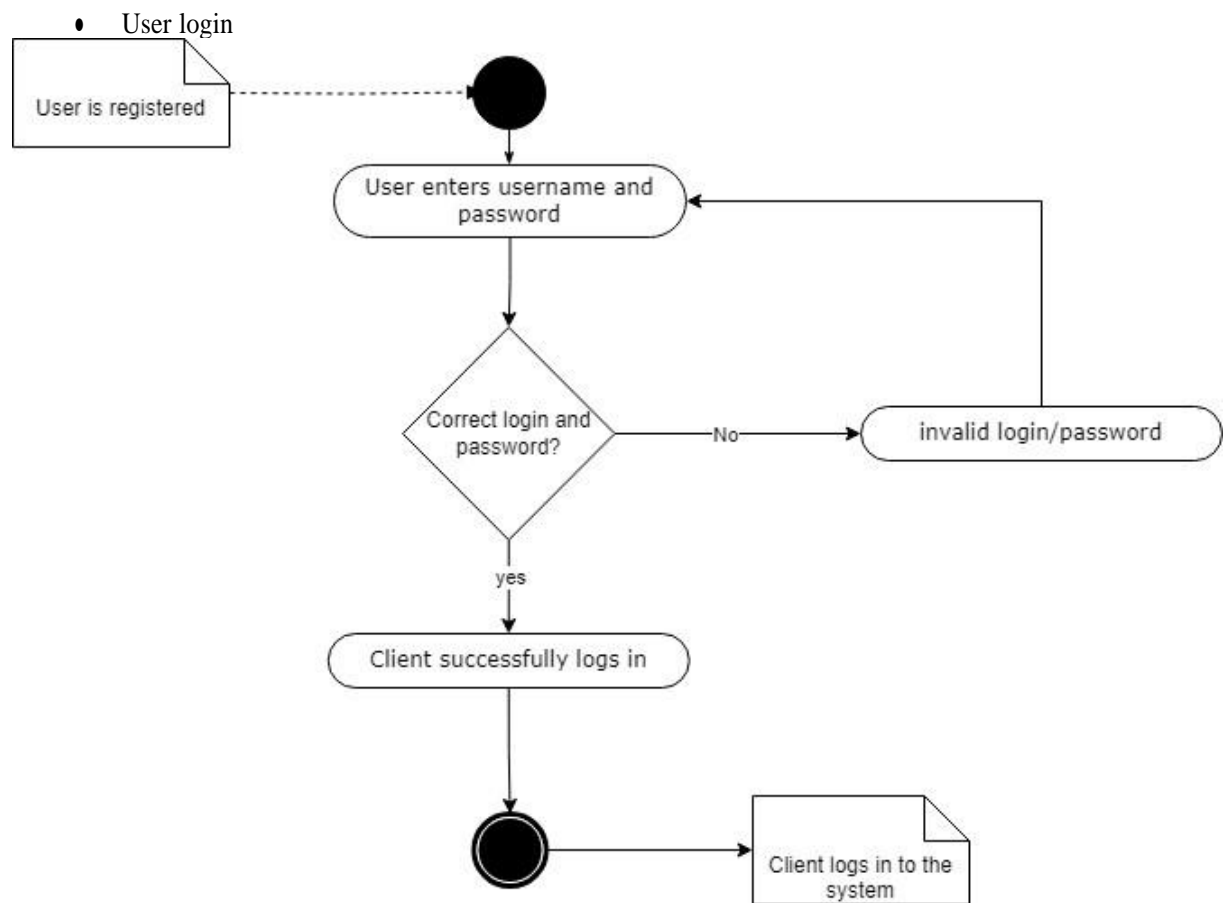 • User login
User is registered
User enters username and
password
Correct login and
password?
No
invalid login/password
yes
Client successfully logs in
Client logs in to the
system